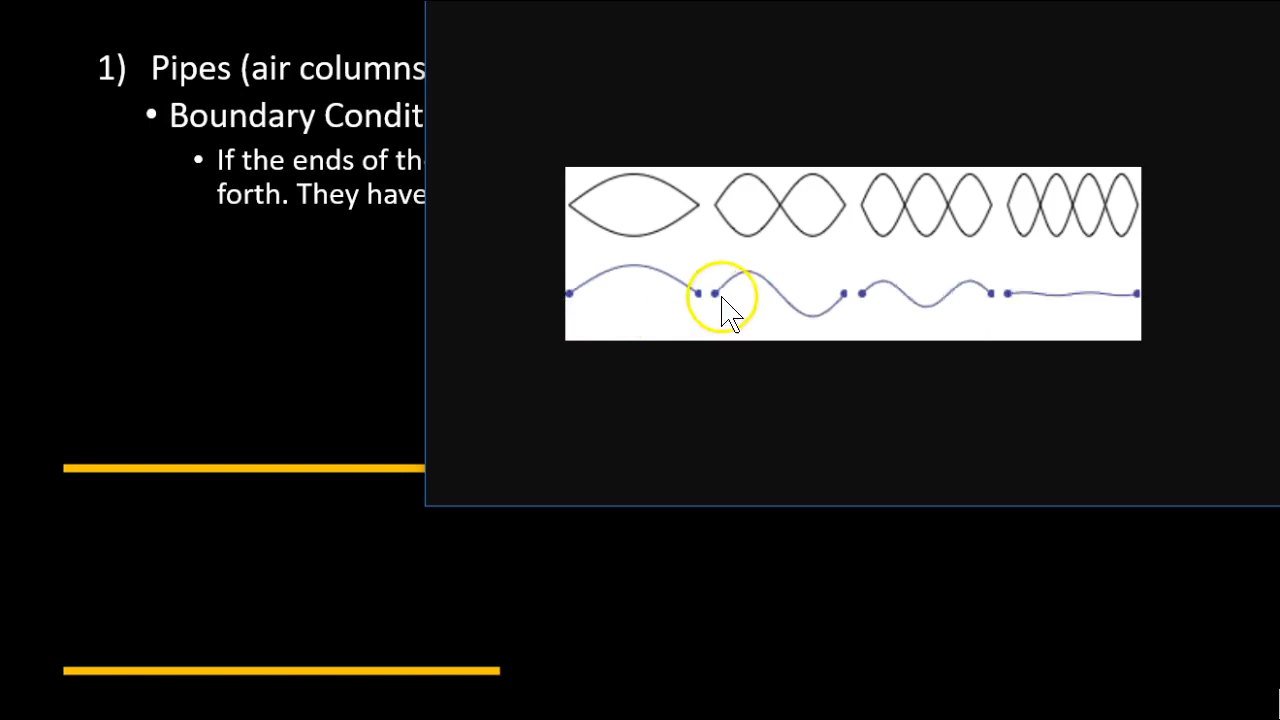 1) Pipes (air columns
• Boundary Condit
• If the ends of th
forth. They have